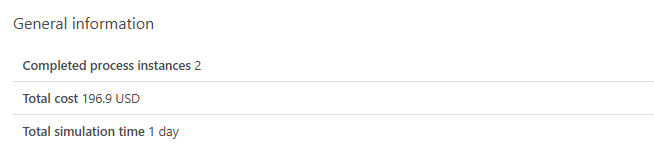 General information
Completed process instances 2
Total cost 196.9 USD
Total simulation time 1 day